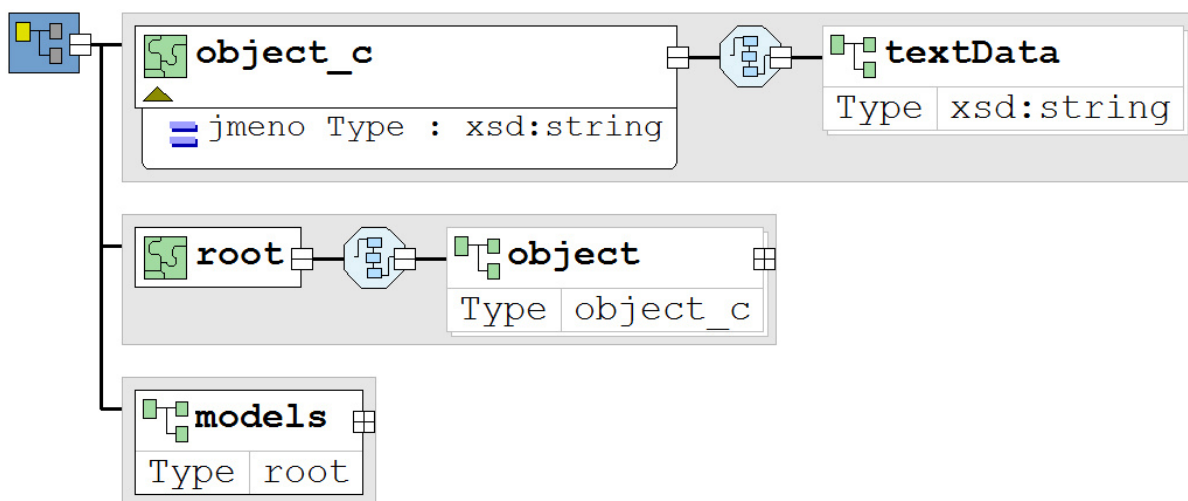 object_c
textData
Type xsd:string
jmeno Type : xsd:string
root
object
Type object_c
models
Type root